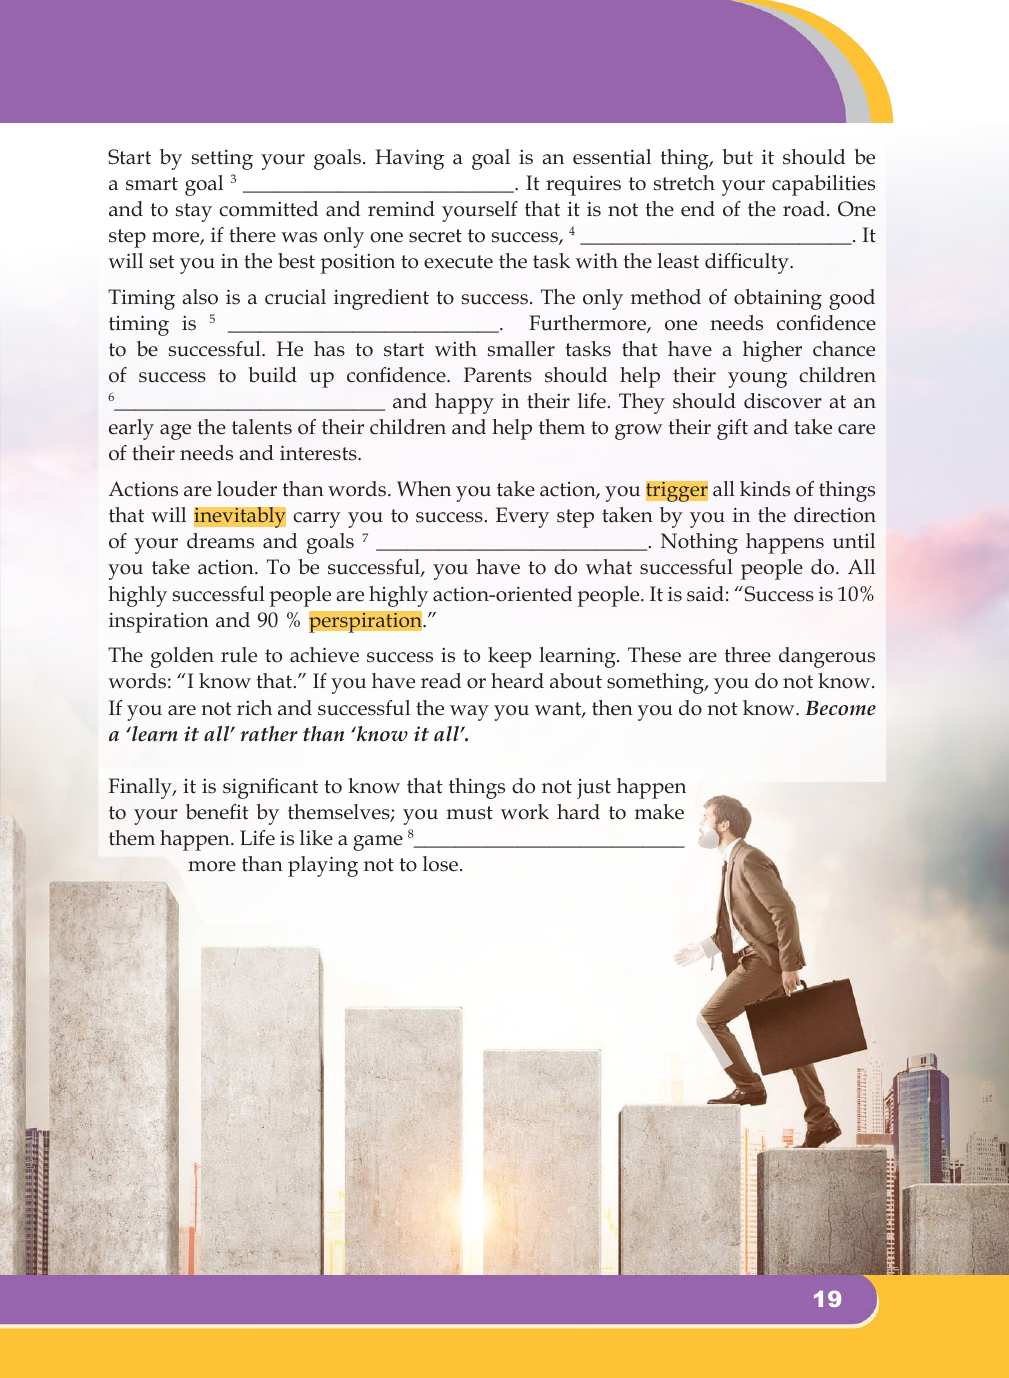 Start by setting your goals. Having a goal is an essential thing, but it should be
a smart goal ³ __________________________. It requires to stretch your capabilities
and to stay committed and remind yourself that it is not the end of the road. One
step more, if there was only one secret to success, ⁴ __________________________. It
will set you in the best position to execute the task with the least difficulty.
Timing also is a crucial ingredient to success. The only method of obtaining good
timing is ⁵ __________________________. Furthermore, one needs confidence
to be successful. He has to start with smaller tasks that have a higher chance
of success to build up confidence. Parents should help their young children
⁶__________________________ and happy in their life. They should discover at an
early age the talents of their children and help them to grow their gift and take care
of their needs and interests.
Actions are louder than words. When you take action, you trigger all kinds of things
that will inevitably carry you to success. Every step taken by you in the direction
of your dreams and goals ⁷ __________________________. Nothing happens until
you take action. To be successful, you have to do what successful people do. All
highly successful people are highly action-oriented people. It is said: “Success is 10%
inspiration and 90 % perspiration.”
The golden rule to achieve success is to keep learning. These are three dangerous
words: “I know that.” If you have read or heard about something, you do not know.
If you are not rich and successful the way you want, then you do not know. Become
a ‘learn it all’ rather than ‘know it all’.
Finally, it is significant to know that things do not just happen
to your benefit by themselves; you must work hard to make
them happen. Life is like a game ⁸__________________________
more than playing not to lose.
19